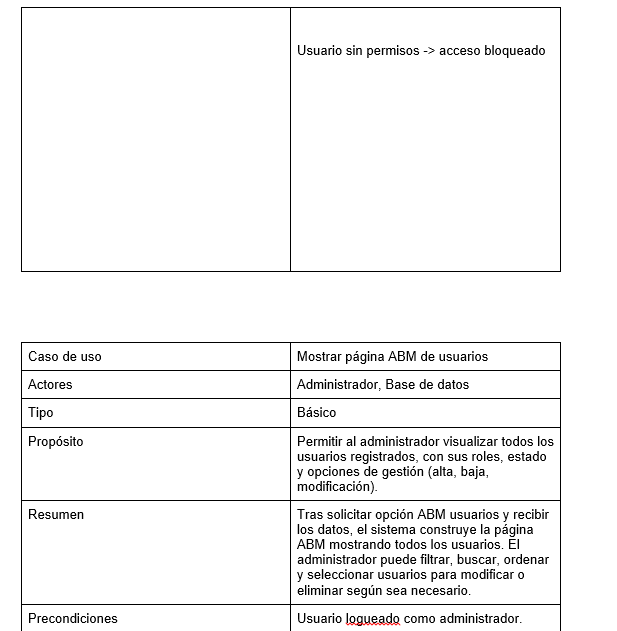 Usuario sin permisos -> acceso bloqueado
Caso de uso
Mostrar página ABM de usuarios
Actores
Administrador, Base de datos
Tipo
Básico
Propósito
Permitir al administrador visualizar todos los
usuarios registrados, con sus roles, estado
y opciones de gestión (alta, baja,
modificación).
Resumen
Tras solicitar opción ABM usuarios y recibir
los datos, el sistema construye la página
ABM mostrando todos los usuarios. El
administrador puede filtrar, buscar, ordenar
y seleccionar usuarios para modificar o
eliminar según sea necesario.
Precondiciones
Usuario logueado como administrador.